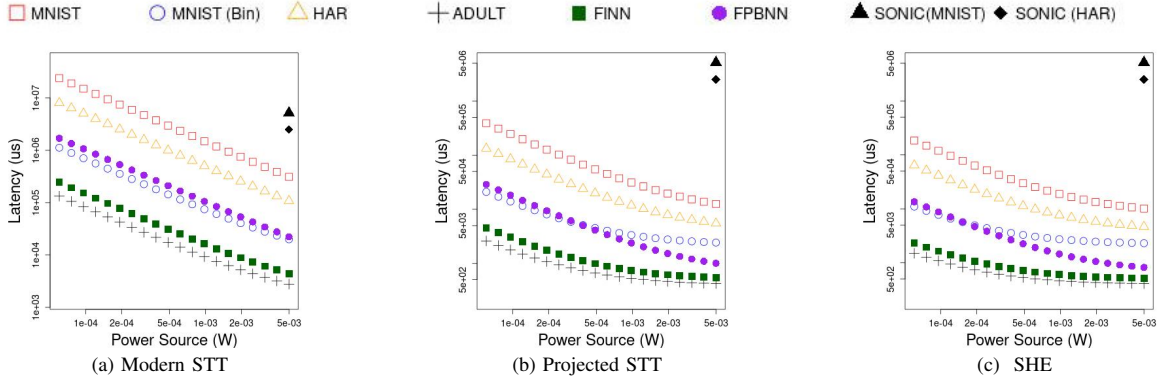 MNIST MNIST (Bin) HAR ADULT FINN FPBNN SONIC(MNIST) SONIC (HAR)
Latency (us)
1e+07
1e+06
1e+05
1e+04
1e+03
1e-04 2e-04 5e-04 1e-03 2e-03 5e-03
Power Source (W)
(a) Modern STT
Latency (us)
5e+06
5e+05
5e+04
5e+03
5e+02
1e-04 2e-04 5e-04 1e-03 2e-03 5e-03
Power Source (W)
(b) Projected STT
Latency (us)
5e+06
5e+05
5e+04
5e+03
5e+02
1e-04 2e-04 5e-04 1e-03 2e-03 5e-03
Power Source (W)
(c) SHE